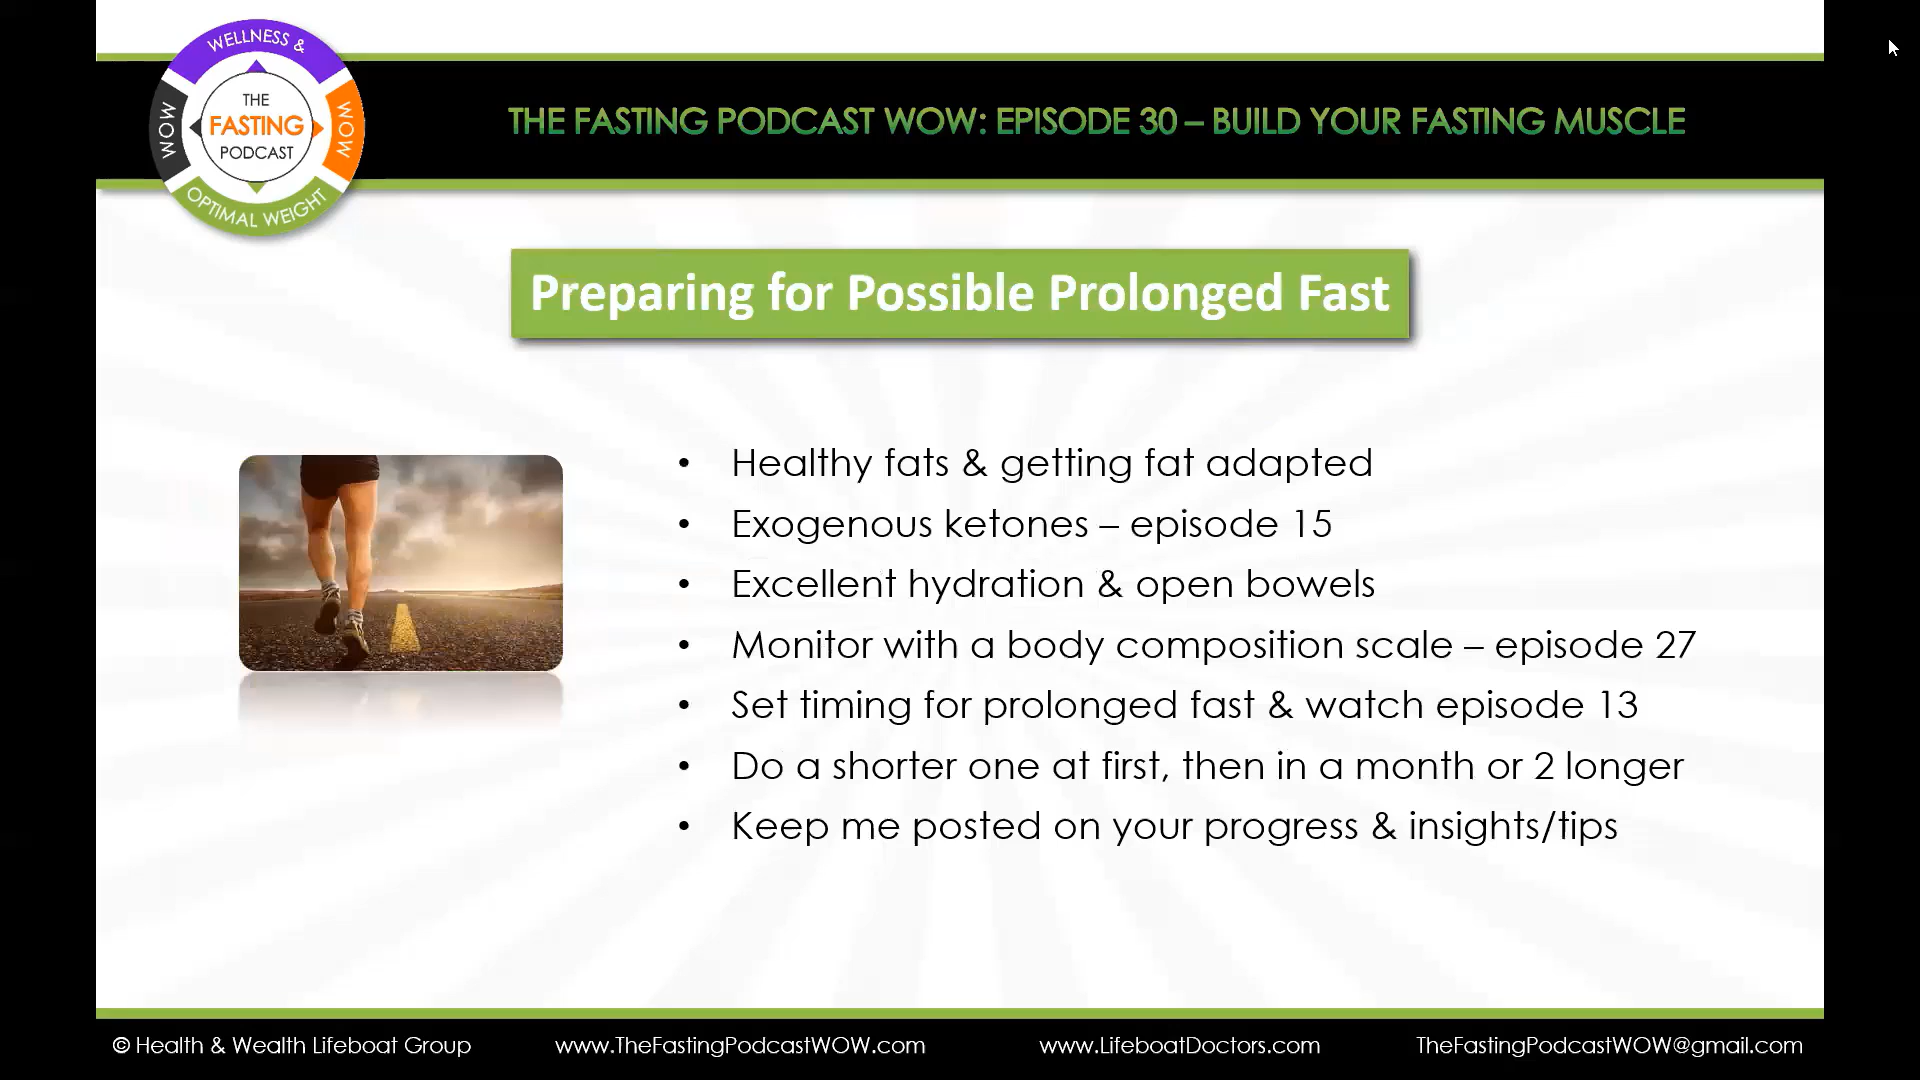 WELLNESS &
WOW
THE
FASTING
PODCAST
WOW
OPTIMAL WEIGHT
THE FASTING PODCAST WOW: EPISODE 30 – BUILD YOUR FASTING MUSCLE
Preparing for Possible Prolonged Fast
• Healthy fats & getting fat adapted
• Exogenous ketones – episode 15
• Excellent hydration & open bowels
• Monitor with a body composition scale – episode 27
• Set timing for prolonged fast & watch episode 13
• Do a shorter one at first, then in a month or 2 longer
• Keep me posted on your progress & insights/tips
© Health & Wealth Lifeboat Group www.TheFastingPodcastWOW.com www.LifeboatDoctors.com TheFastingPodcastWOW@gmail.com